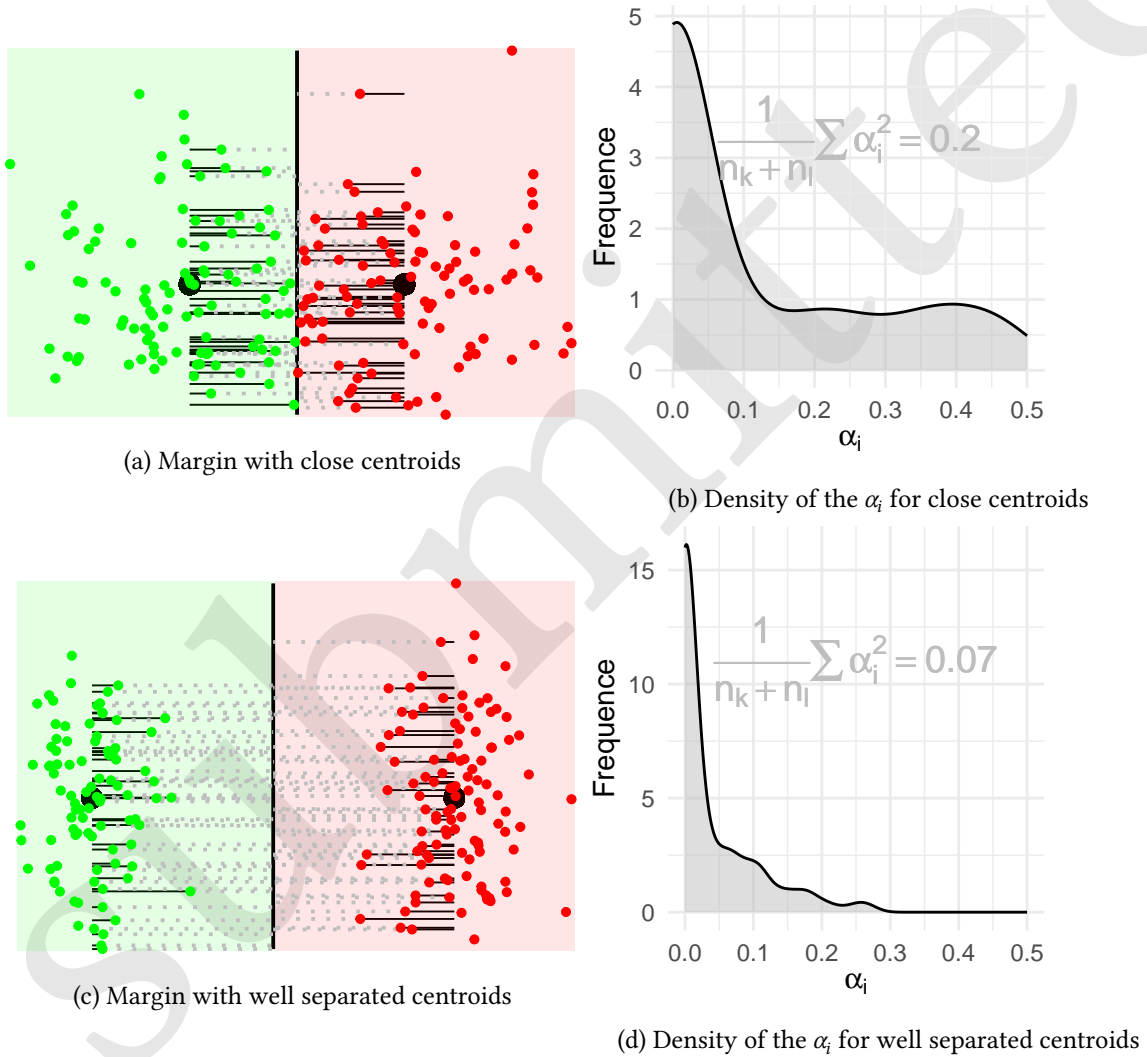 (a) Margin with close centroids
5
4
3
2
1
0
Frequence
1
n_k + n_l
∑ α_i^2 = 0.2
0.0 0.1 0.2 0.3 0.4 0.5
α_i
(b) Density of the α_i for close centroids
(c) Margin with well separated centroids
15
10
5
0
Frequence
1
n_k + n_l
∑ α_i^2 = 0.07
0.0 0.1 0.2 0.3 0.4 0.5
α_i
(d) Density of the α_i for well separated centroids
submitted